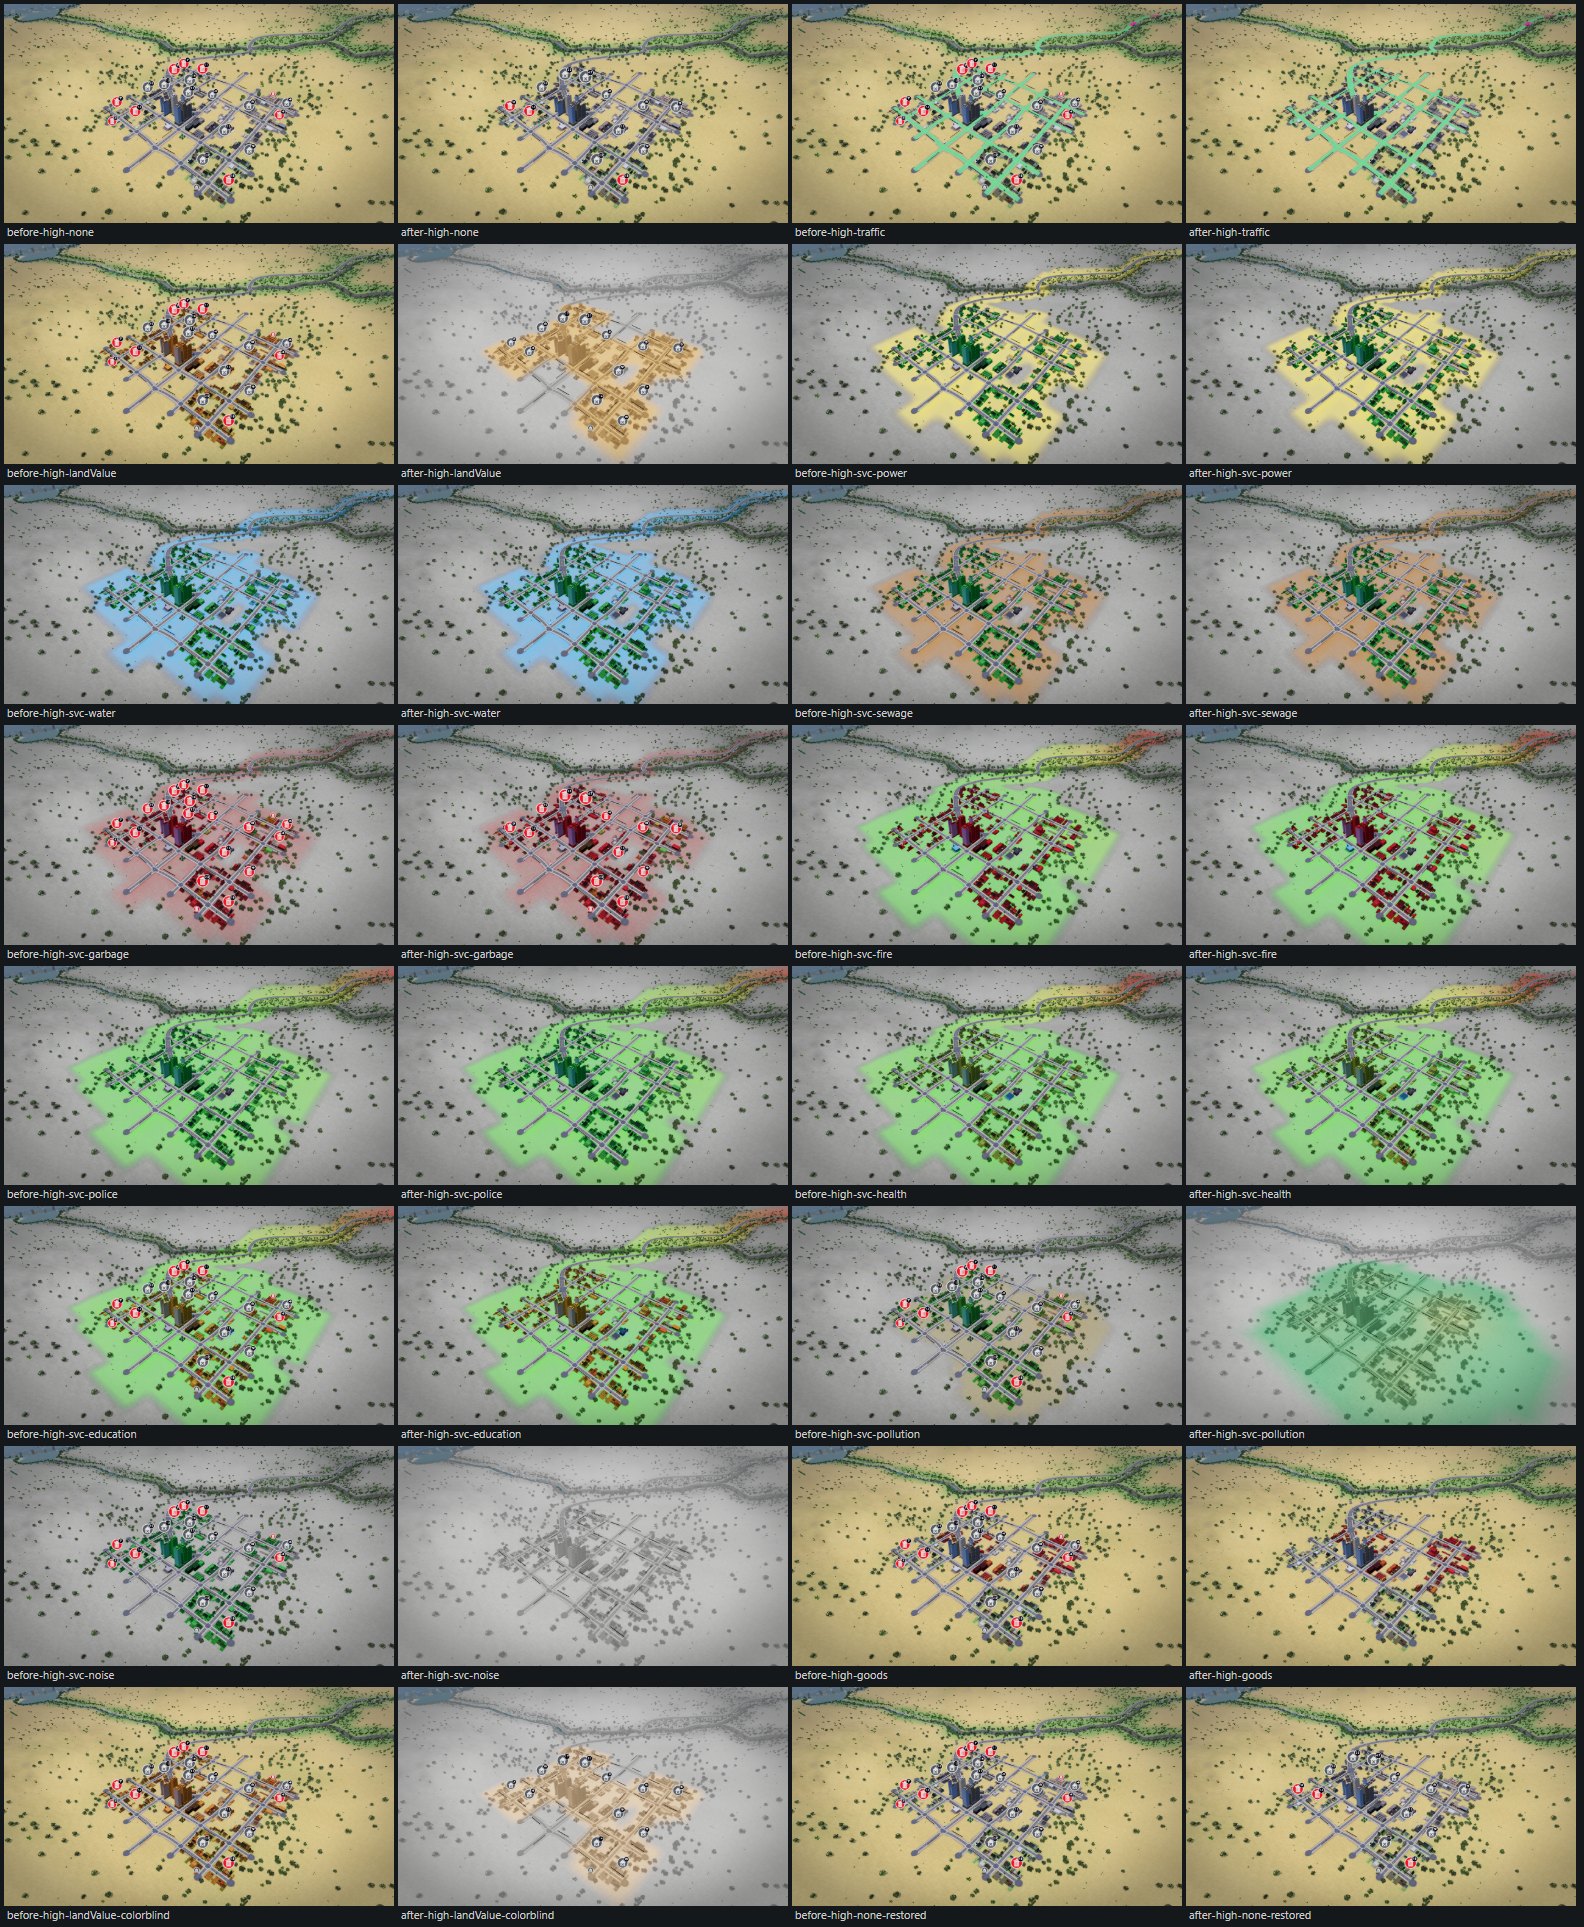 before-high-none
after-high-none
before-high-traffic
after-high-traffic
before-high-landValue
after-high-landValue
before-high-svc-power
after-high-svc-power
before-high-svc-water
after-high-svc-water
before-high-svc-sewage
after-high-svc-sewage
before-high-svc-garbage
after-high-svc-garbage
before-high-svc-fire
after-high-svc-fire
before-high-svc-police
after-high-svc-police
before-high-svc-health
after-high-svc-health
before-high-svc-education
after-high-svc-education
before-high-svc-pollution
after-high-svc-pollution
before-high-svc-noise
after-high-svc-noise
before-high-goods
after-high-goods
before-high-landValue-colorblind
after-high-landValue-colorblind
before-high-none-restored
after-high-none-restored